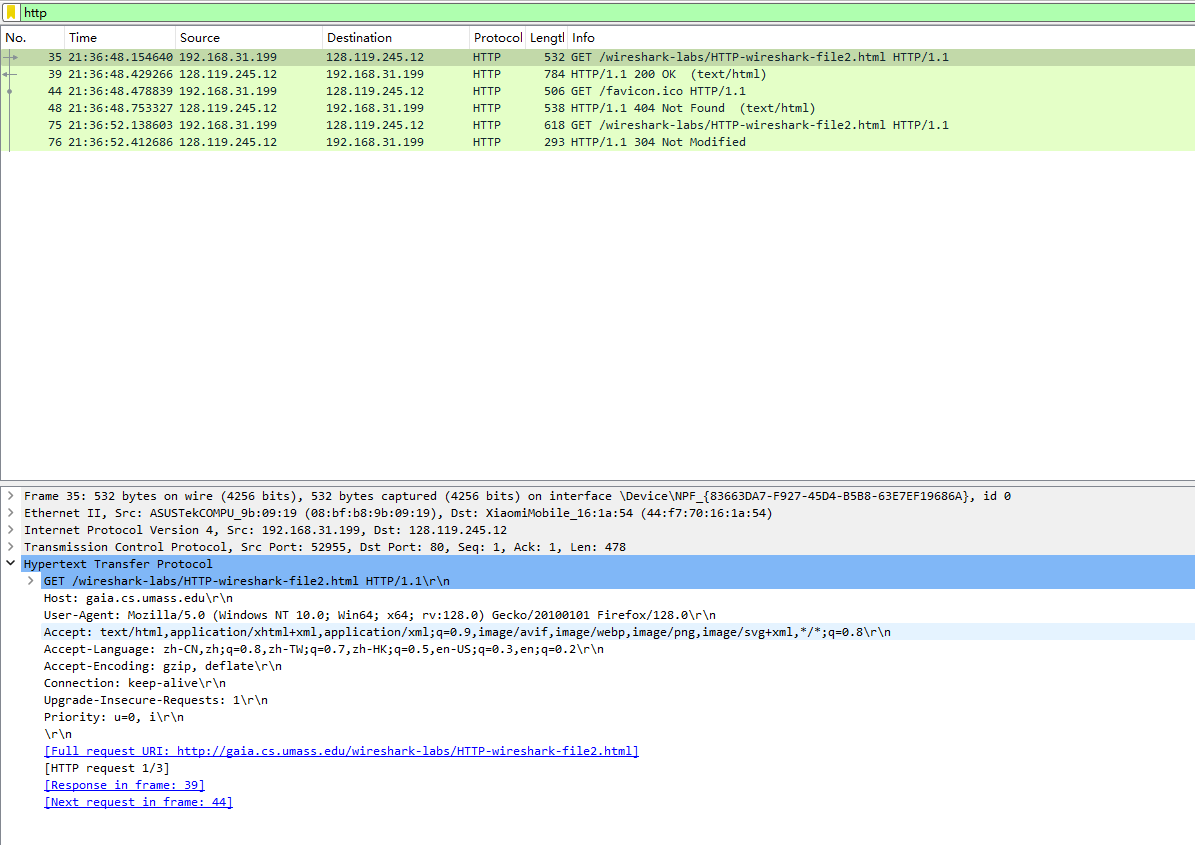 http
No. Time Source Destination Protocol Lengtl Info
35 21:36:48.154640 192.168.31.199 128.119.245.12 HTTP 532 GET /wireshark-labs/HTTP-wireshark-file2.html HTTP/1.1
39 21:36:48.429266 128.119.245.12 192.168.31.199 HTTP 784 HTTP/1.1 200 OK (text/html)
44 21:36:48.478839 192.168.31.199 128.119.245.12 HTTP 506 GET /favicon.ico HTTP/1.1
48 21:36:48.753327 128.119.245.12 192.168.31.199 HTTP 538 HTTP/1.1 404 Not Found (text/html)
75 21:36:52.138603 192.168.31.199 128.119.245.12 HTTP 618 GET /wireshark-labs/HTTP-wireshark-file2.html HTTP/1.1
76 21:36:52.412686 128.119.245.12 192.168.31.199 HTTP 293 HTTP/1.1 304 Not Modified
Frame 35: 532 bytes on wire (4256 bits), 532 bytes captured (4256 bits) on interface \Device\NPF_{83663DA7-F927-45D4-B5B8-63E7EF19686A}, id 0
Ethernet II, Src: ASUSTekCOMPU_9b:09:19 (08:bf:b8:9b:09:19), Dst: XiaomiMobile_16:1a:54 (44:f7:70:16:1a:54)
Internet Protocol Version 4, Src: 192.168.31.199, Dst: 128.119.245.12
Transmission Control Protocol, Src Port: 52955, Dst Port: 80, Seq: 1, Ack: 1, Len: 478
Hypertext Transfer Protocol
GET /wireshark-labs/HTTP-wireshark-file2.html HTTP/1.1\r\n
Host: gaia.cs.umass.edu\r\n
User-Agent: Mozilla/5.0 (Windows NT 10.0; Win64; x64; rv:128.0) Gecko/20100101 Firefox/128.0\r\n
Accept: text/html,application/xhtml+xml,application/xml;q=0.9,image/avif,image/webp,image/png,image/svg+xml,*/*;q=0.8\r\n
Accept-Language: zh-CN,zh;q=0.8,zh-TW;q=0.7,zh-HK;q=0.5,en-US;q=0.3,en;q=0.2\r\n
Accept-Encoding: gzip, deflate\r\n
Connection: keep-alive\r\n
Upgrade-Insecure-Requests: 1\r\n
Priority: u=0, i\r\n
\r\n
[Full request URI: http://gaia.cs.umass.edu/wireshark-labs/HTTP-wireshark-file2.html]
[HTTP request 1/3]
[Response in frame: 39]
[Next request in frame: 44]